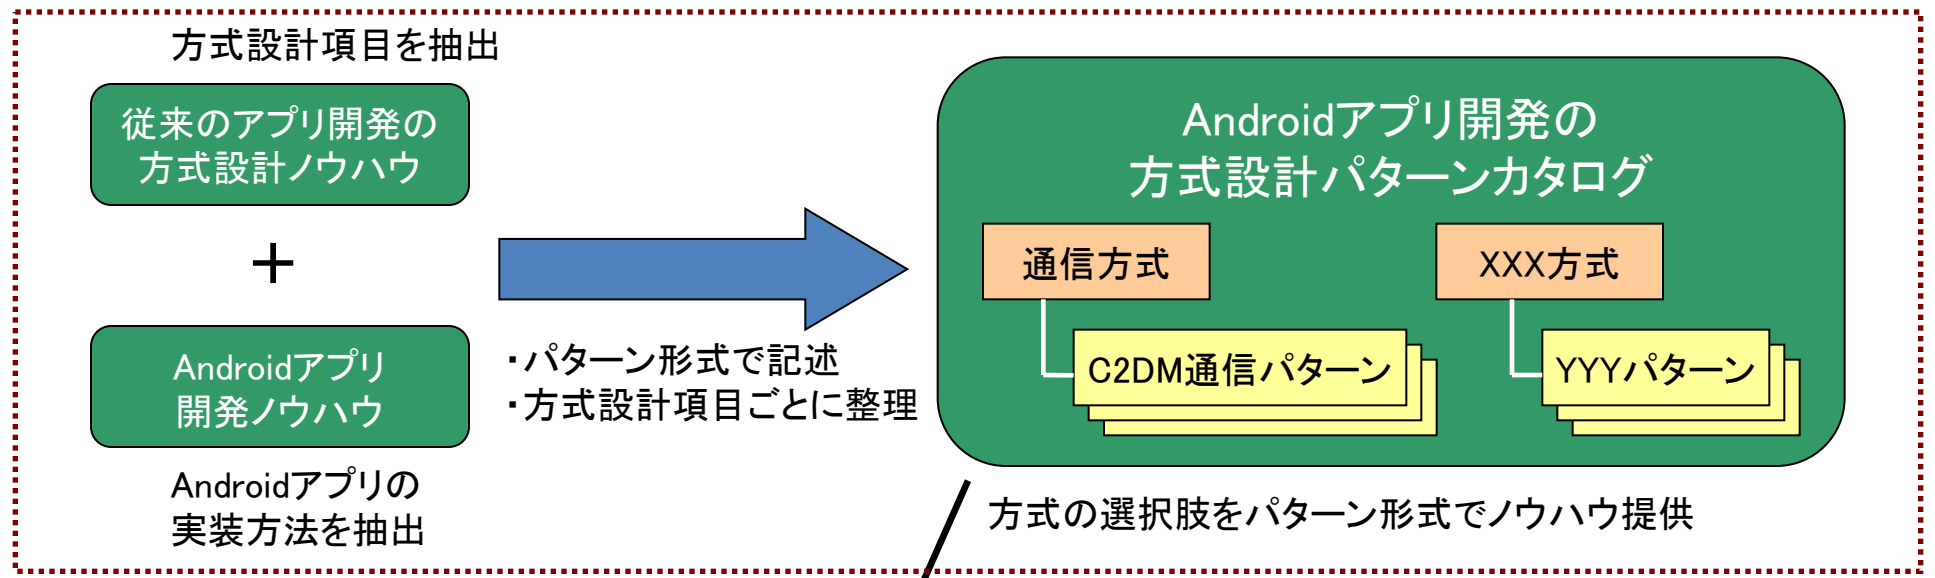 方式設計項目を抽出
従来のアプリ開発の
方式設計ノウハウ
+
Androidアプリ
開発ノウハウ
Androidアプリの
実装方法を抽出
・パターン形式で記述
・方式設計項目ごとに整理
Androidアプリ開発の
方式設計パターンカタログ
通信方式
C2DM通信パターン
XXX方式
YYYパターン
方式の選択肢をパターン形式でノウハウ提供